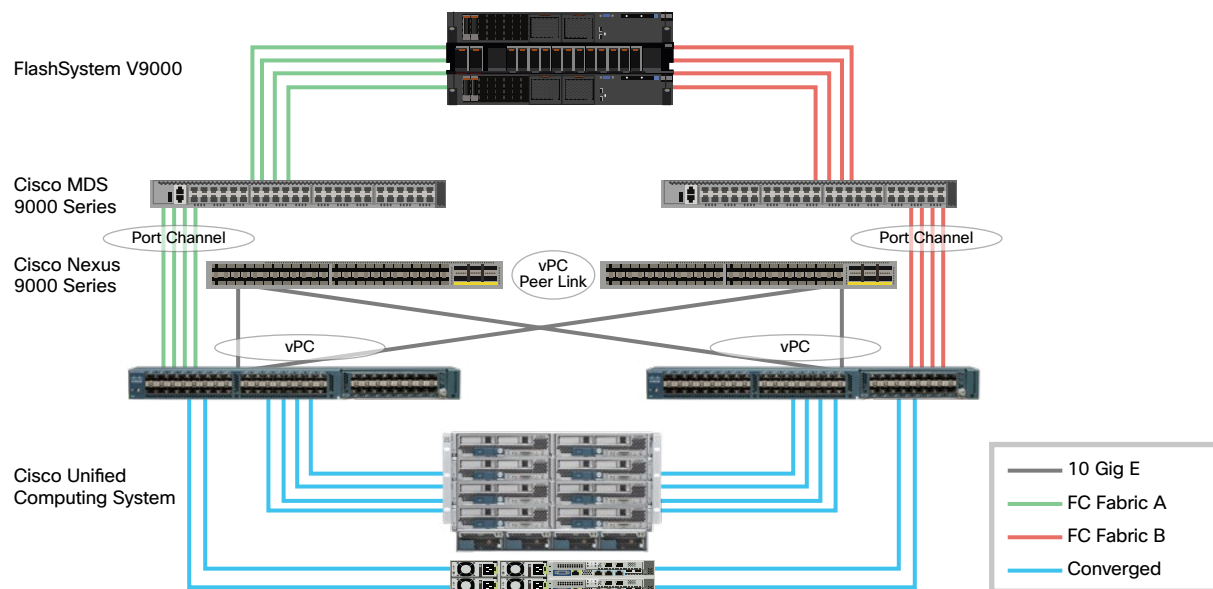 FlashSystem V9000
Cisco MDS
9000 Series
Port Channel
Port Channel
Cisco Nexus
9000 Series
vPC
Peer Link
vPC
vPC
Cisco Unified
Computing System
10 Gig E
FC Fabric A
FC Fabric B
Converged